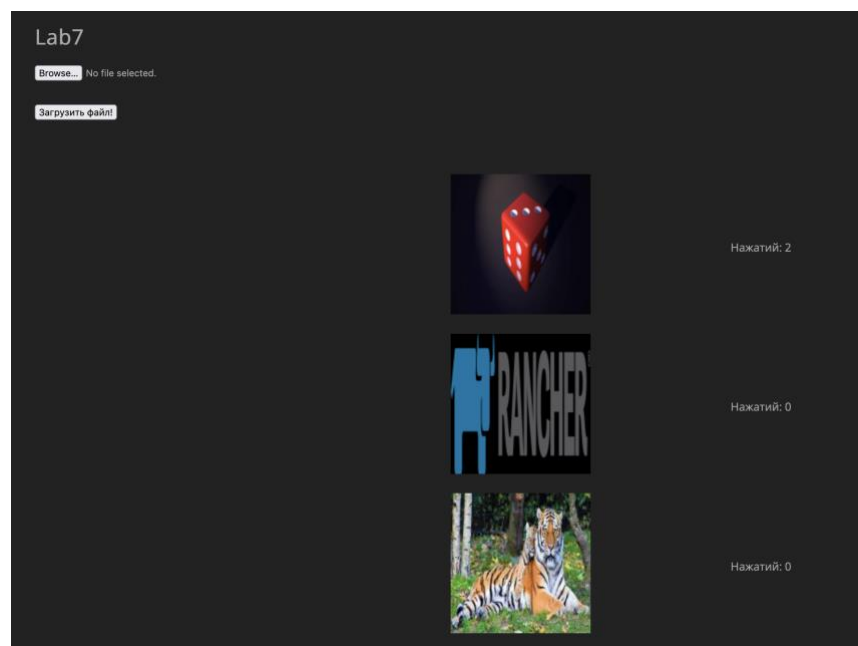 Lab7
Browse... No file selected.
Загрузить файл!
Нажатий: 2
RANCHER
Нажатий: 0
Нажатий: 0